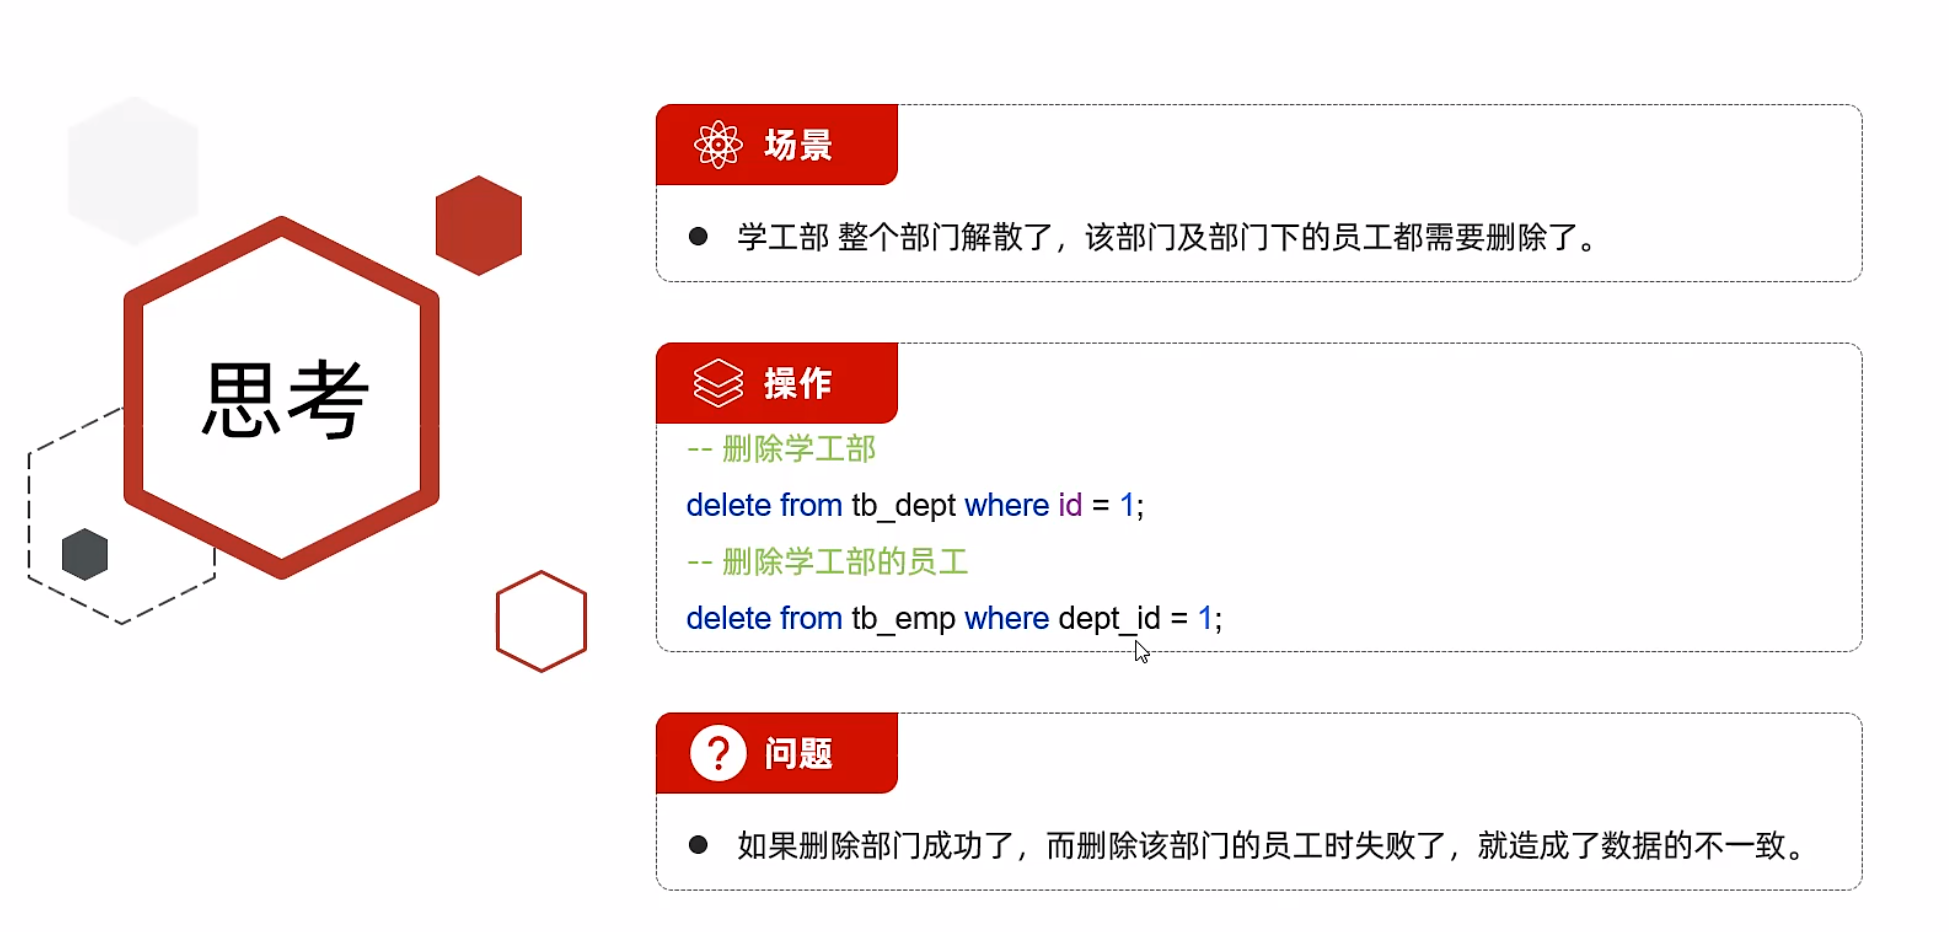 思考
场景
学工部 整个部门解散了，该部门及部门下的员工都需要删除了。
操作
-- 删除学工部
delete from tb_dept where id = 1;
-- 删除学工部的员工
delete from tb_emp where dept_id = 1;
问题
如果删除部门成功了，而删除该部门的员工时失败了，就造成了数据的不一致。